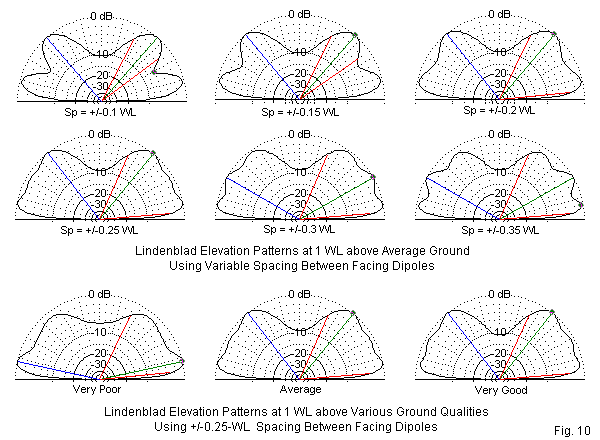 0 dB 0 dB 0 dB
-10 -10 -10
20 20 20
30 30 30
Sp = +/-0.1 WL Sp = +/-0.15 WL Sp = +/-0.2 WL
0 dB 0 dB 0 dB
-10 -10 -10
20 20 20
30 30 30
Sp = +/-0.25 WL Sp = +/-0.3 WL Sp = +/-0.35 WL
Lindenblad Elevation Patterns at 1 WL above Average Ground
Using Variable Spacing Between Facing Dipoles
0 dB 0 dB 0 dB
-10 -10 -10
20 20 20
30 30 30
Very Poor Average Very Good
Lindenblad Elevation Patterns at 1 WL above Various Ground Qualities
Using +/-0.25-WL Spacing Between Facing Dipoles
Fig. 10